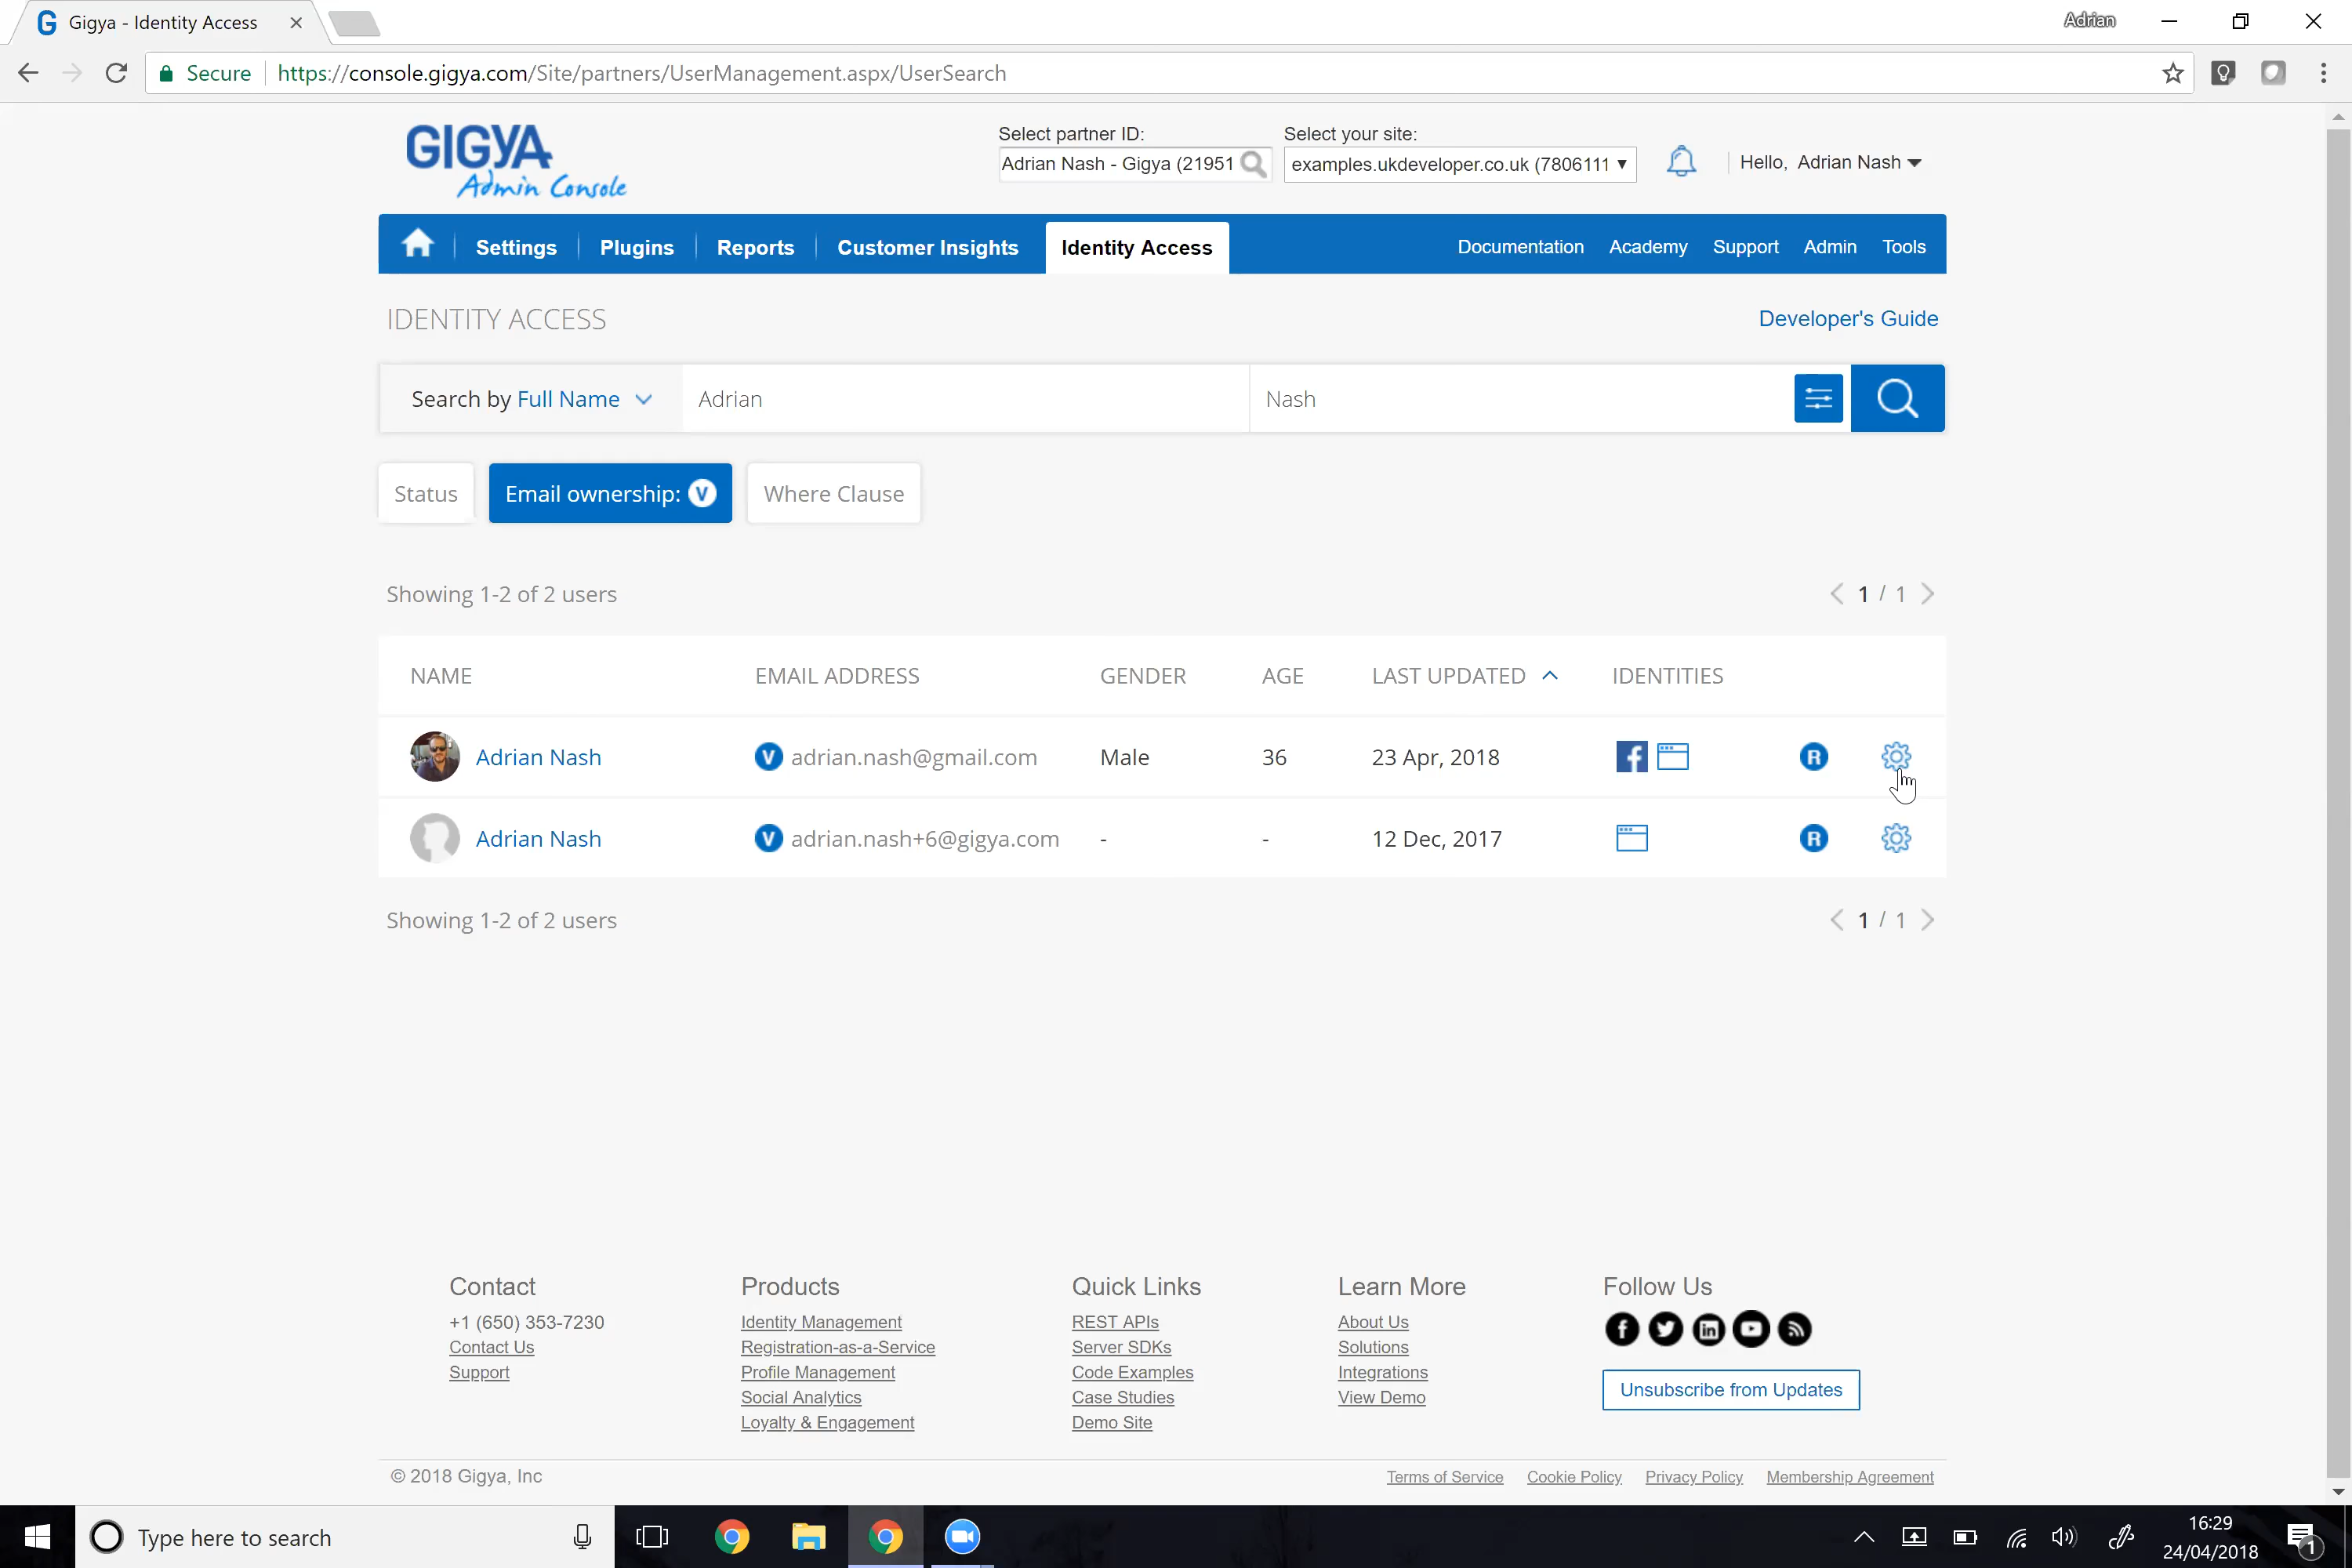 Gigya - Identity Access
Adrian
Secure
https://console.gigya.com/Site/partners/UserManagement.aspx/UserSearch
GIGYA
Admin Console
Select partner ID:
Adrian Nash - Gigya (21951
Select your site:
examples.ukdeveloper.co.uk (7806111
Hello, Adrian Nash
Settings
Plugins
Reports
Customer Insights
Identity Access
Documentation
Academy
Support
Admin
Tools
IDENTITY ACCESS
Developer's Guide
Search by Full Name
Adrian
Nash
Status
Email ownership: V
Where Clause
Showing 1-2 of 2 users
1 / 1
NAME
EMAIL ADDRESS
GENDER
AGE
LAST UPDATED
IDENTITIES
Adrian Nash
V adrian.nash@gmail.com
Male
36
23 Apr, 2018
R
Adrian Nash
V adrian.nash+6@gigya.com
-
-
12 Dec, 2017
R
Showing 1-2 of 2 users
1 / 1
Contact
+1 (650) 353-7230
Contact Us
Support
Products
Identity Management
Registration-as-a-Service
Profile Management
Social Analytics
Loyalty & Engagement
Quick Links
REST APIs
Server SDKs
Code Examples
Case Studies
Demo Site
Learn More
About Us
Solutions
Integrations
View Demo
Follow Us
Unsubscribe from Updates
© 2018 Gigya, Inc
Terms of Service
Cookie Policy
Privacy Policy
Membership Agreement
Type here to search
16:29
24/04/2018
1